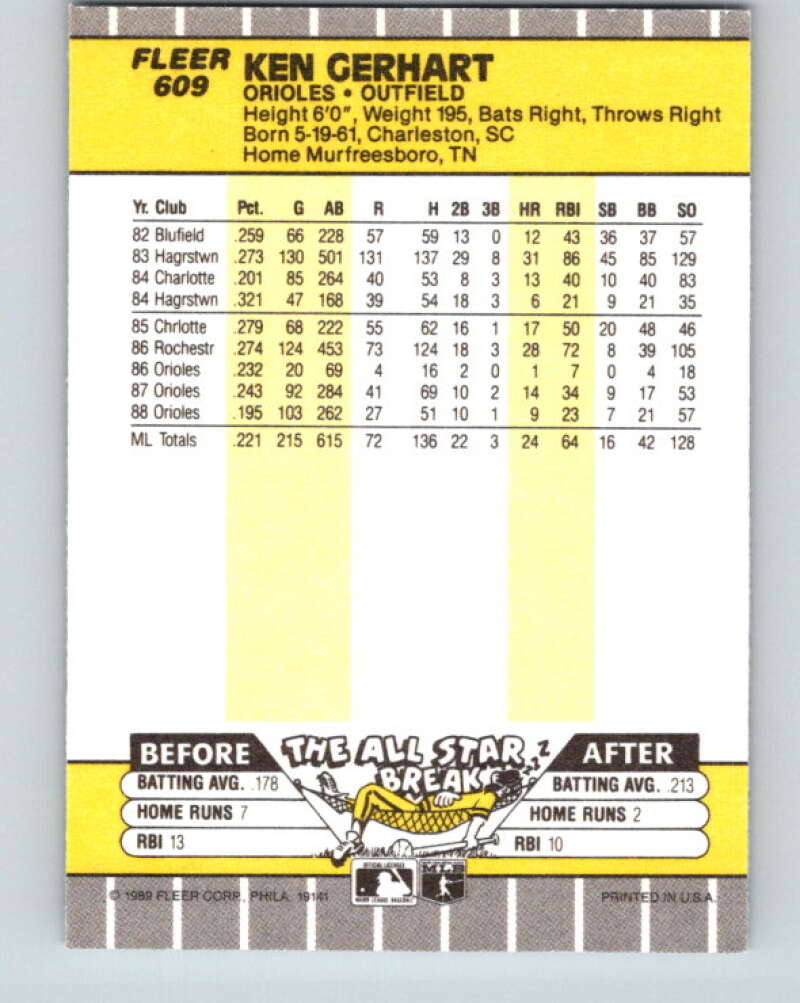 FLEER 609
KEN GERHART
ORIOLES • OUTFIELD
Height 6'0", Weight 195, Bats Right, Throws Right
Born 5-19-61, Charleston, SC
Home Murfreesboro, TN
Yr. Club Pct. G AB R H 2B 3B HR RBI SB BB SO
82 Blufield .259 66 228 57 59 13 0 12 43 36 37 57
83 Hagrstwn .273 130 501 131 137 29 8 31 86 45 85 129
84 Charlotte .201 85 264 40 53 8 3 13 40 10 40 83
84 Hagrstwn .321 47 168 39 54 18 3 6 21 9 21 35
85 Chrlotte .279 68 222 55 62 16 1 17 50 20 48 46
86 Rochestr .274 124 453 73 124 18 3 28 72 8 39 105
86 Orioles .232 20 69 4 16 2 0 1 7 0 4 18
87 Orioles .243 92 284 41 69 10 2 14 34 9 17 53
88 Orioles .195 103 262 27 51 10 1 9 23 7 21 57
ML Totals .221 215 615 72 136 22 3 24 64 16 42 128
BEFORE THE ALL STAR BREAK ZZZZ AFTER
BATTING AVG. .178 BATTING AVG. .213
HOME RUNS 7 HOME RUNS 2
RBI 13 RBI 10
© 1989 FLEER CORP., PHILA. 19141 MLB PRINTED IN U.S.A.